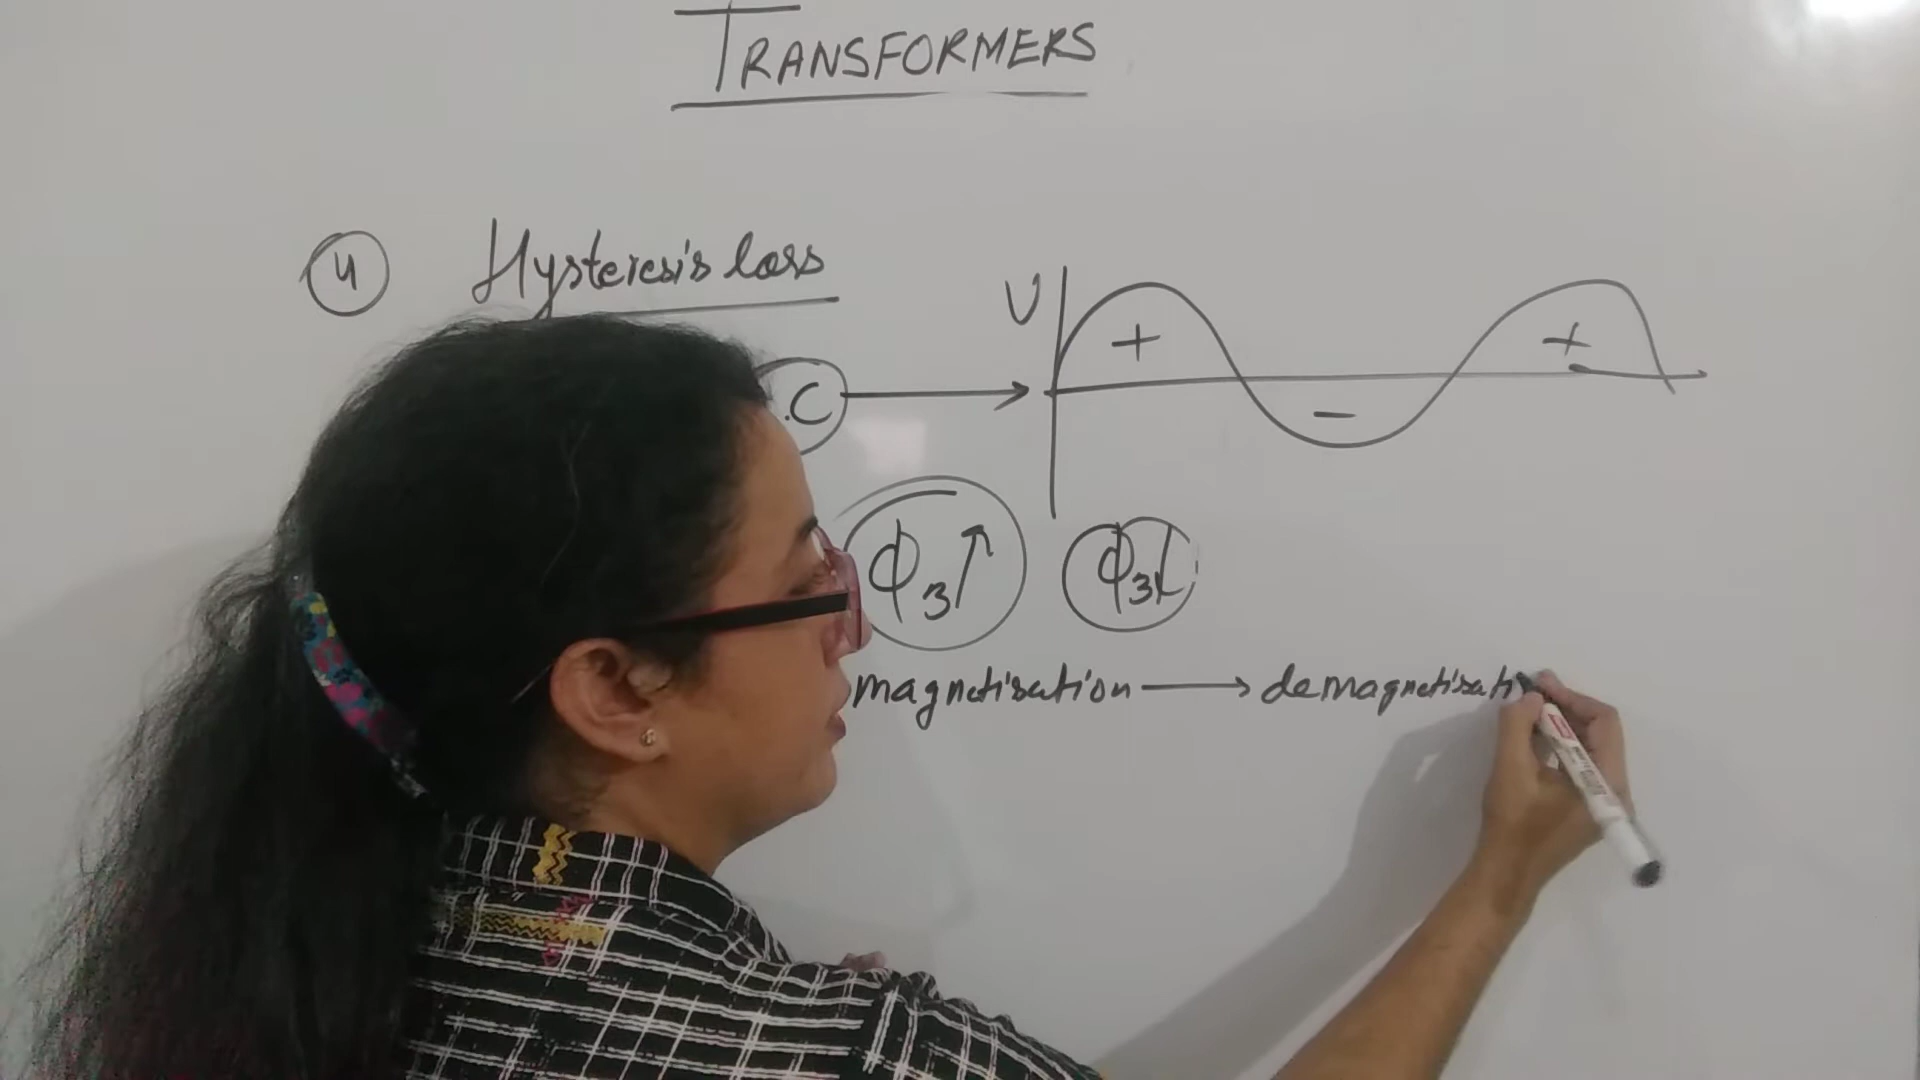 TRANSFORMERS
4 Hysteresis loss
.C → V + - +
Φ3↑ Φ3↓
magnetisation → demagnetisati